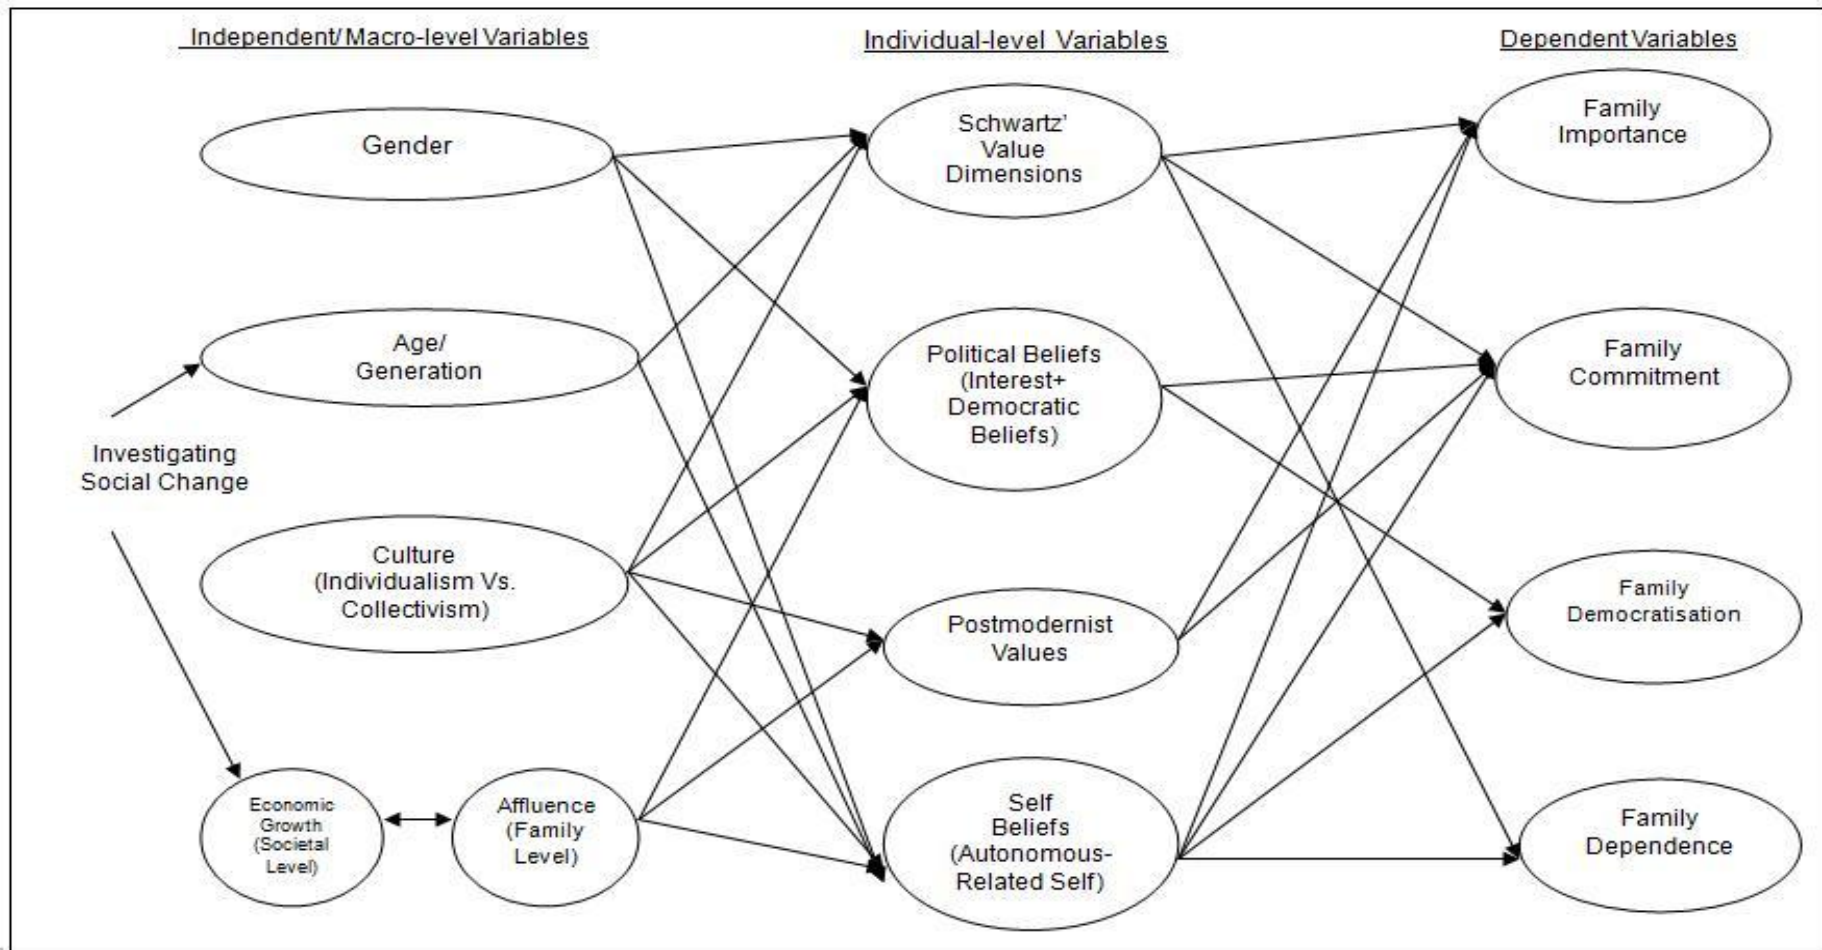 Independent/ Macro-level Variables
Individual-level Variables
Dependent Variables
Gender
Age/
Generation
Investigating
Social Change
Culture
(Individualism Vs.
Collectivism)
Economic
Growth
(Societal
Level)
Affluence
(Family
Level)
Schwartz'
Value
Dimensions
Political Beliefs
(Interest+
Democratic
Beliefs)
Postmodernist
Values
Self
Beliefs
(Autonomous-
Related Self)
Family
Importance
Family
Commitment
Family
Democratisation
Family
Dependence